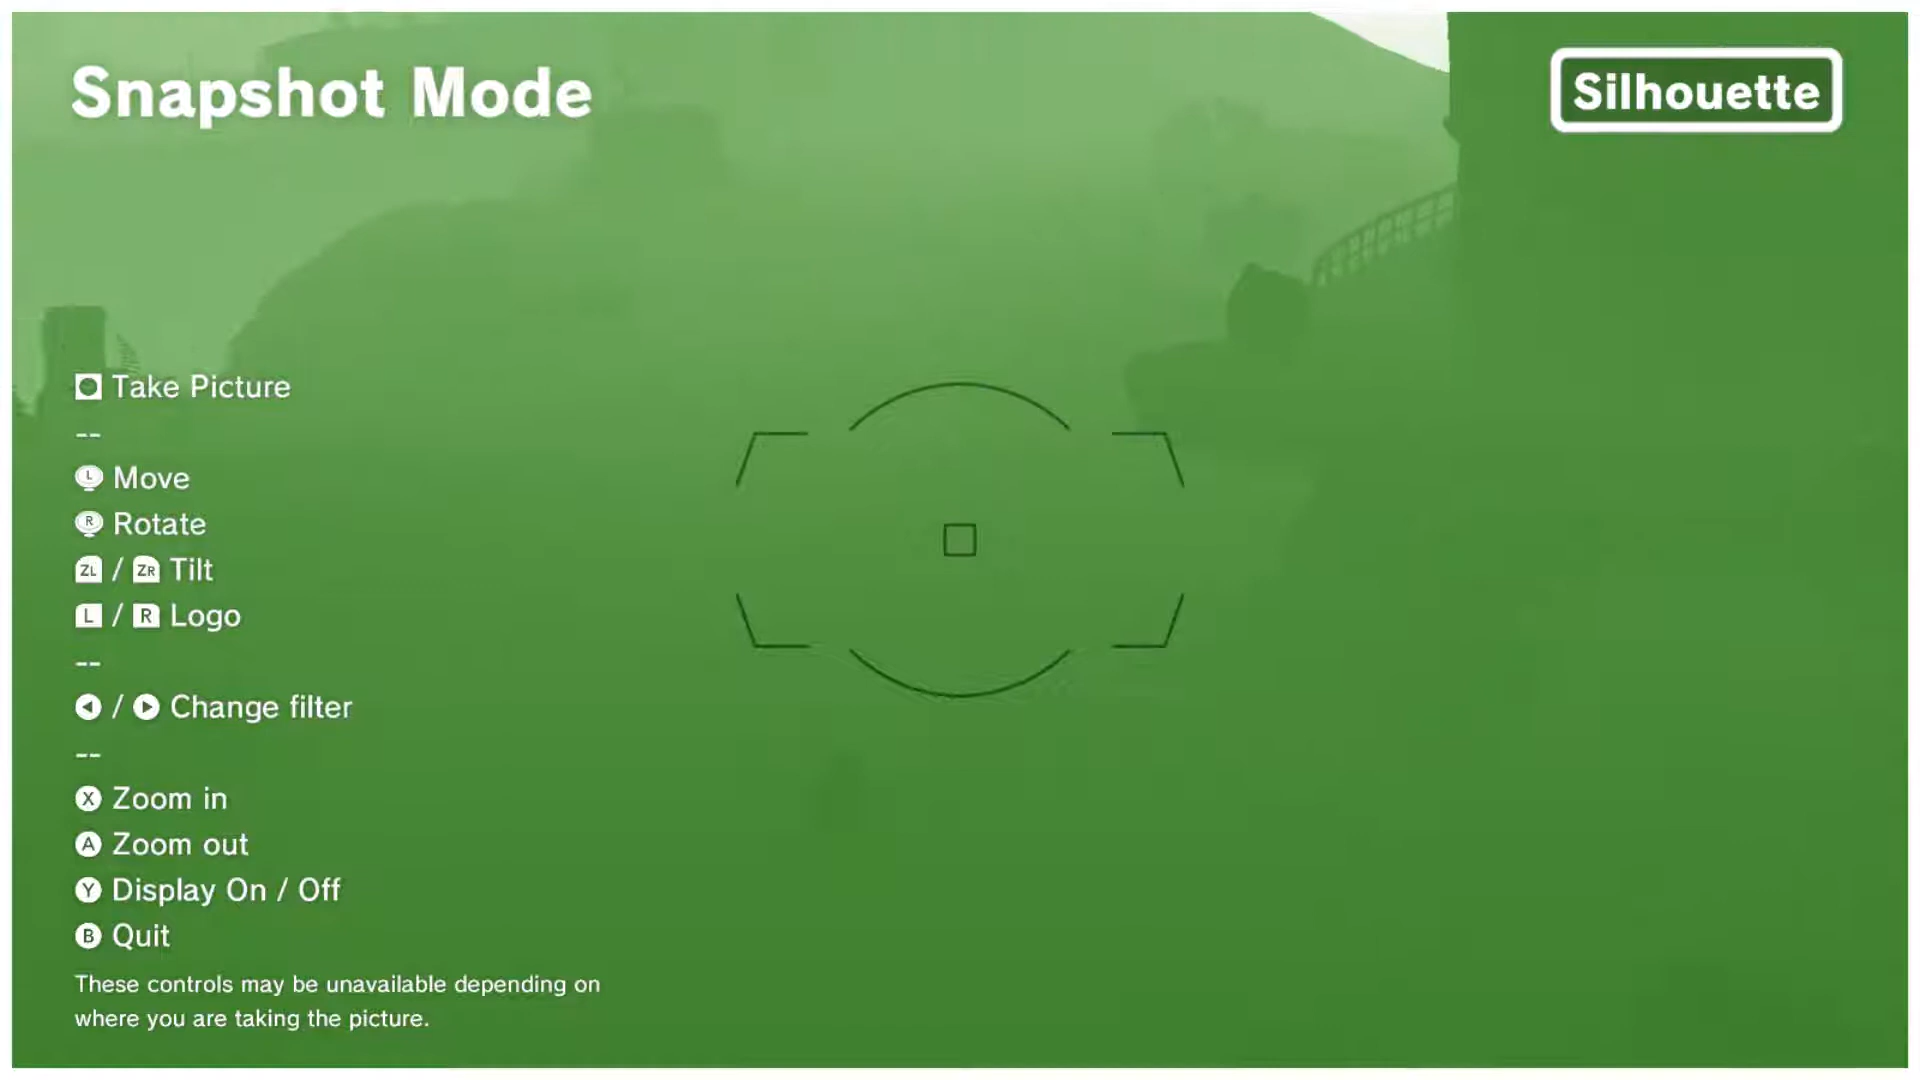 Snapshot Mode
Silhouette
Take Picture
--
L Move
R Rotate
ZL / ZR Tilt
L / R Logo
--
/ Change filter
--
X Zoom in
A Zoom out
Y Display On / Off
B Quit
These controls may be unavailable depending on
where you are taking the picture.